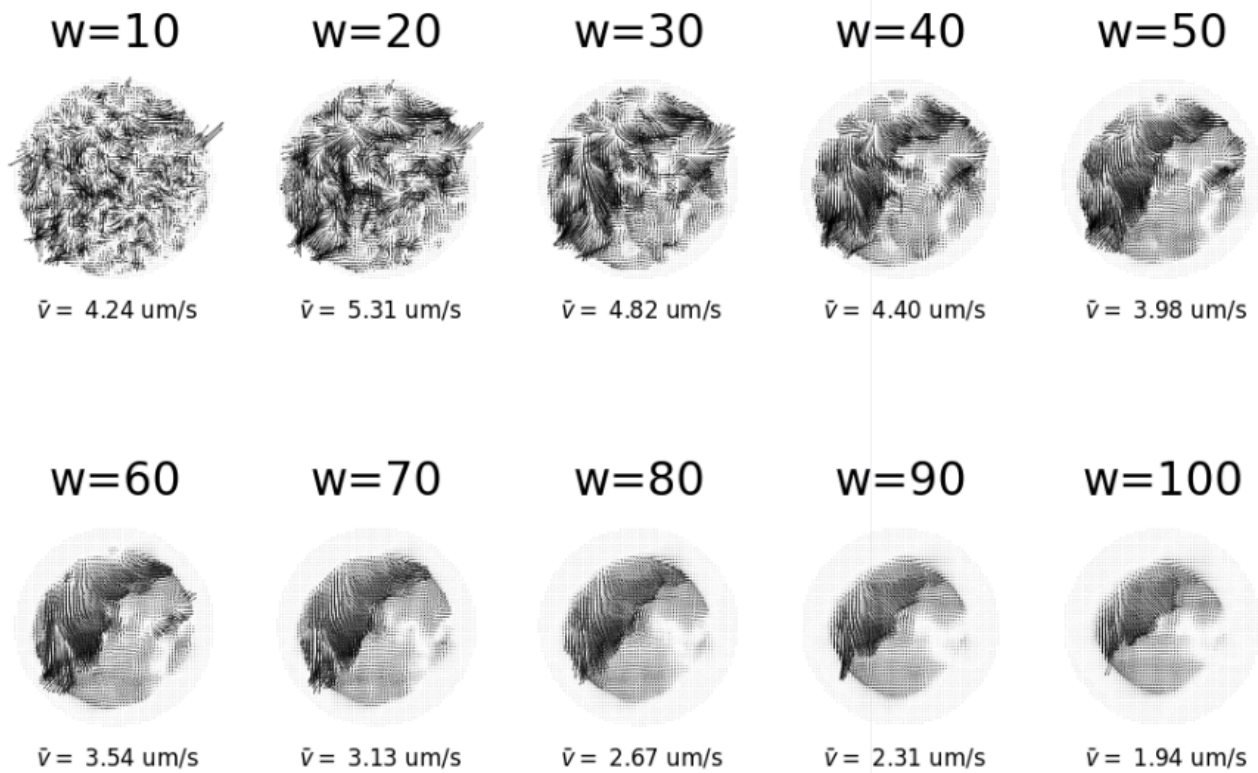 w=10 w=20 w=30 w=40 w=50
v̄ = 4.24 um/s v̄ = 5.31 um/s v̄ = 4.82 um/s v̄ = 4.40 um/s v̄ = 3.98 um/s
w=60 w=70 w=80 w=90 w=100
v̄ = 3.54 um/s v̄ = 3.13 um/s v̄ = 2.67 um/s v̄ = 2.31 um/s v̄ = 1.94 um/s